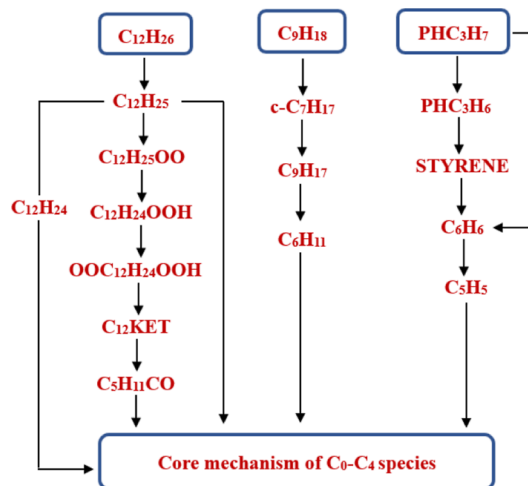 C₁₂H₂₆
C₉H₁₈
PHC₃H₇
C₁₂H₂₅
c-C₇H₁₇
PHC₃H₆
C₁₂H₂₅OO
C₉H₁₇
STYRENE
C₁₂H₂₄
C₁₂H₂₄OOH
C₆H₁₁
C₆H₆
OOC₁₂H₂₄OOH
C₅H₅
C₁₂KET
C₅H₁₁CO
Core mechanism of C₀-C₄ species